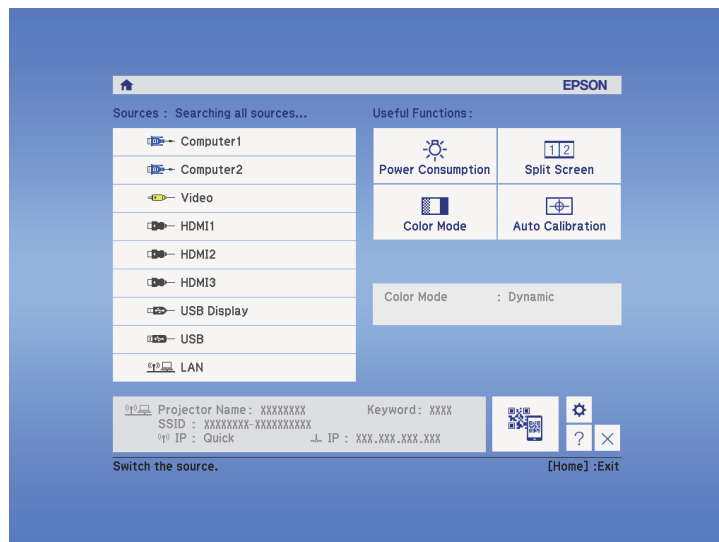 EPSON
Sources : Searching all sources...
Computer1
Computer2
Video
HDMI1
HDMI2
HDMI3
USB Display
USB
LAN
Useful Functions:
Power Consumption
1 2
Split Screen
Color Mode
Auto Calibration
Color Mode : Dynamic
Projector Name: XXXXXXXX Keyword: XXXX
SSID : XXXXXXXX-XXXXXXXXXX
IP : Quick IP : XXX.XXX.XXX.XXX
?
Switch the source. [Home] :Exit